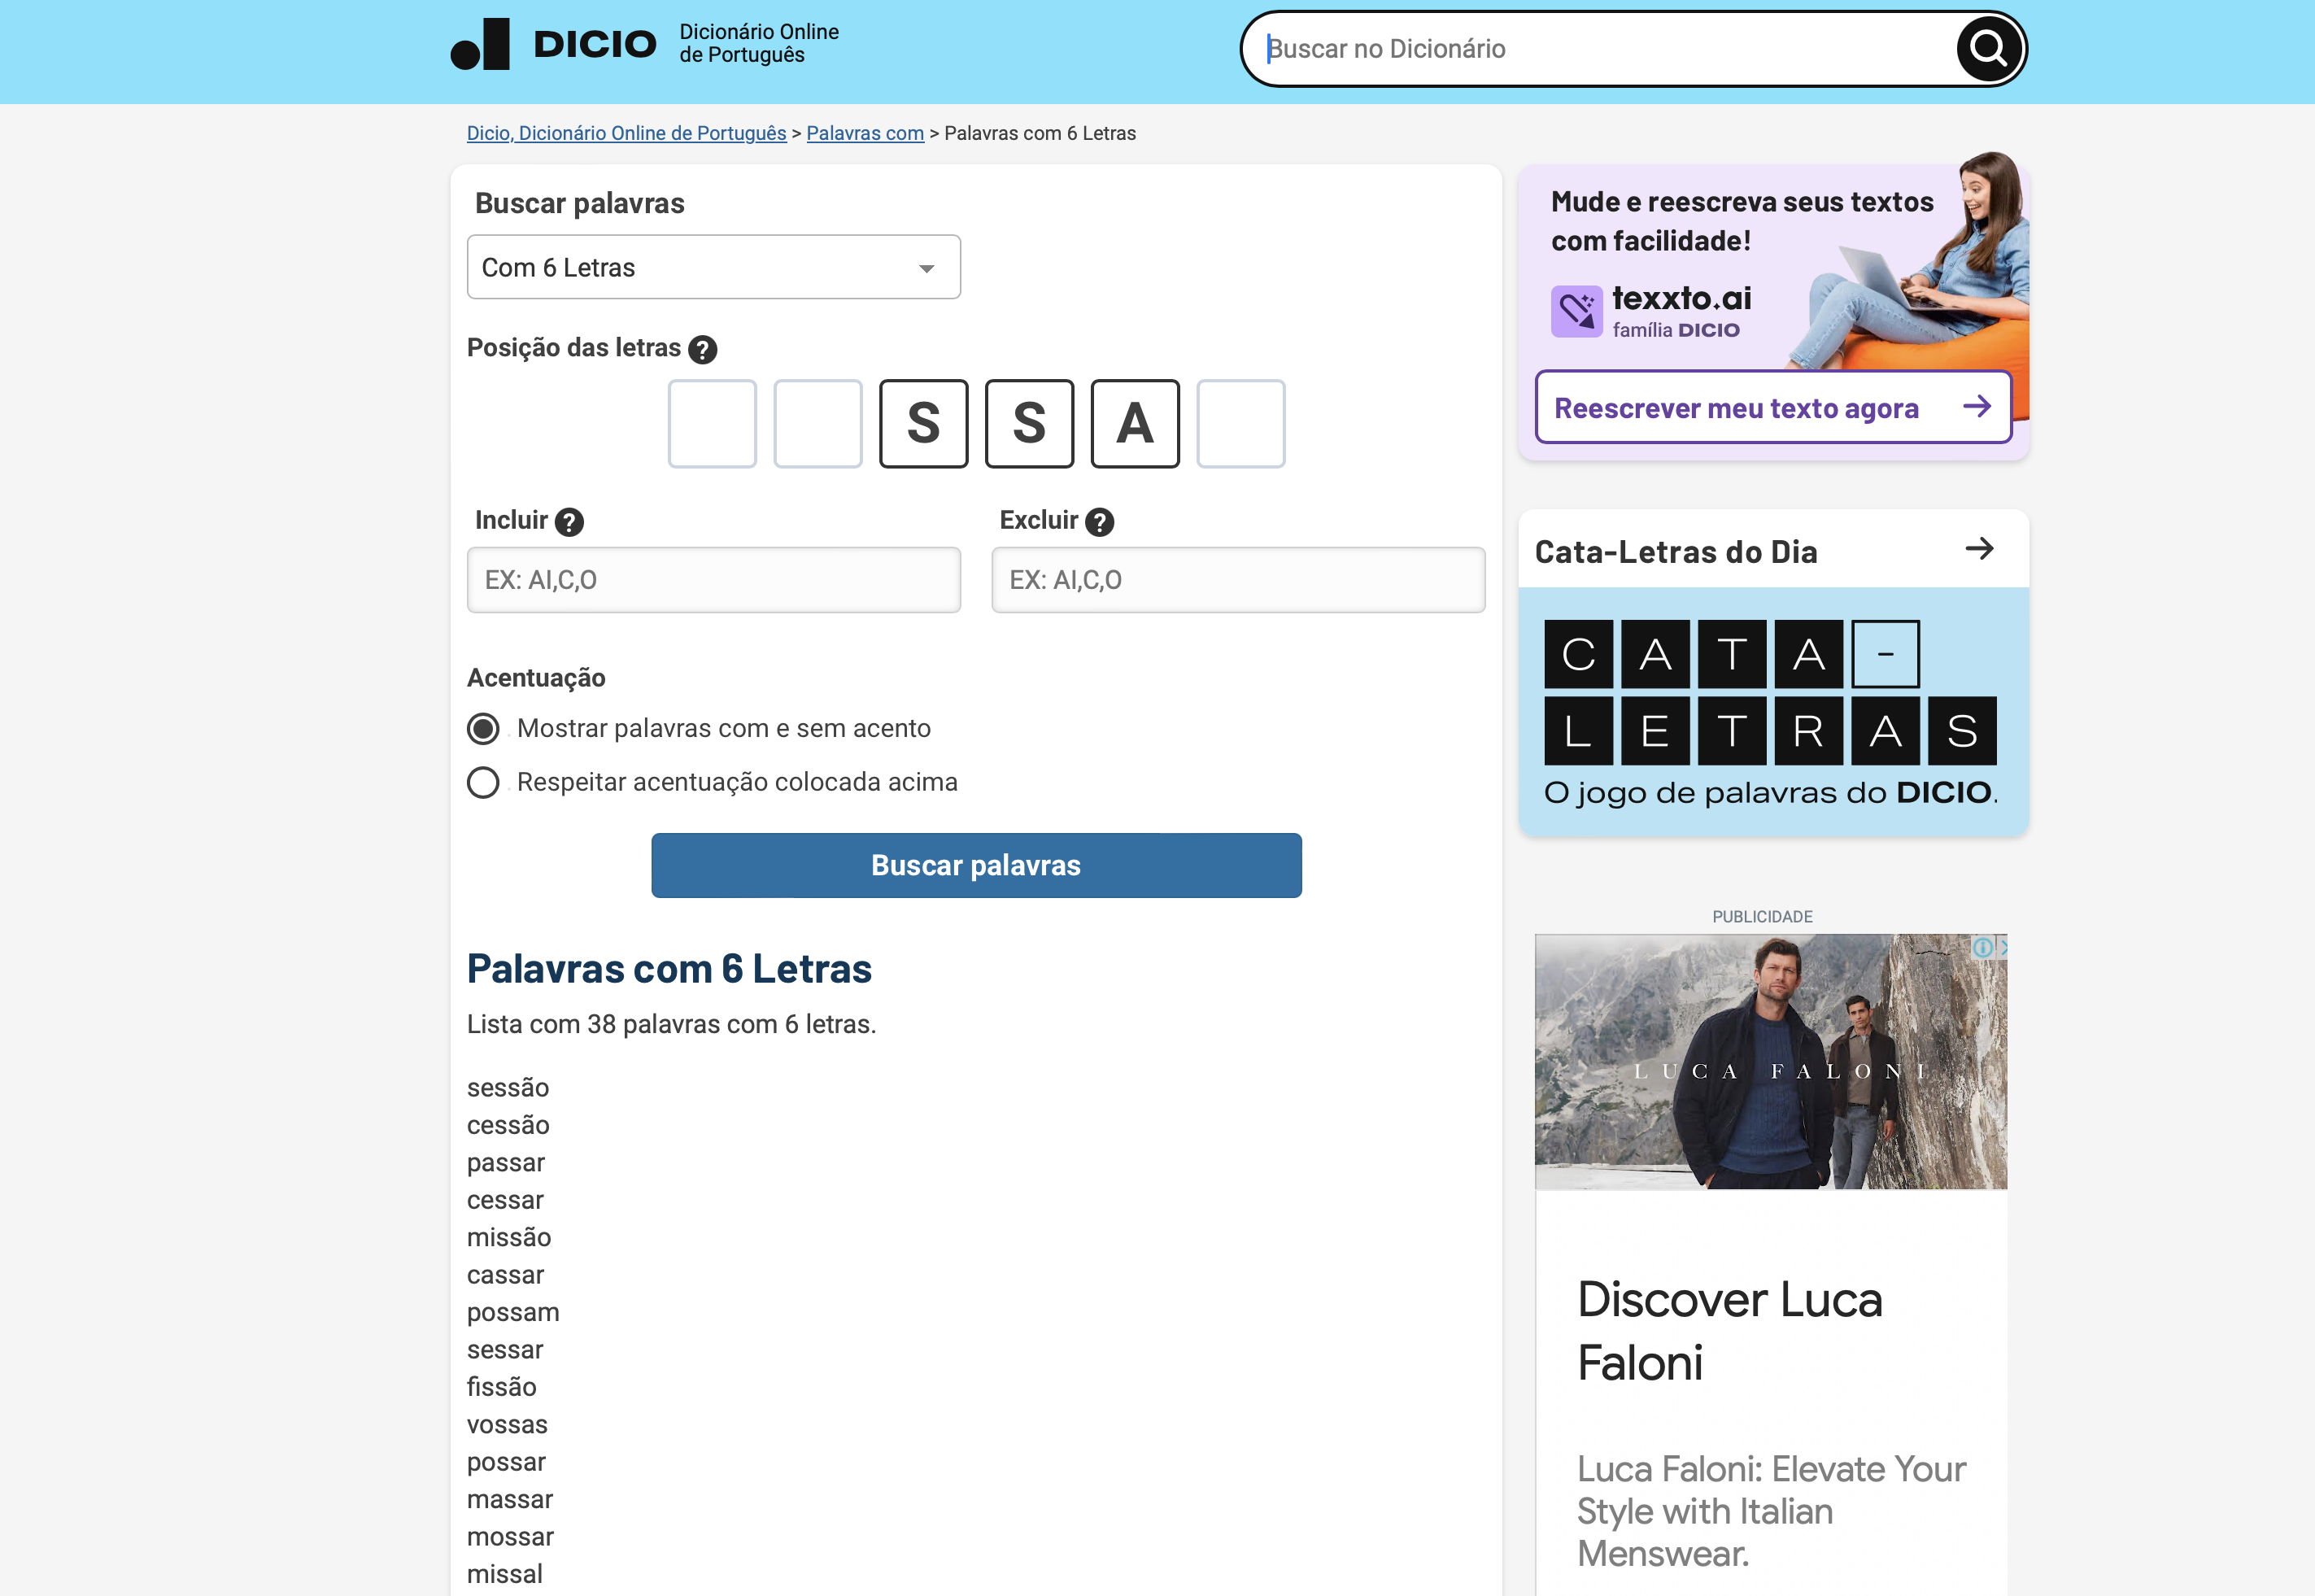 DICIO
Dicionário Online
de Português
Buscar no Dicionário
Dicio, Dicionário Online de Português > Palavras com > Palavras com 6 Letras
Buscar palavras
Com 6 Letras
Posição das letras ?
S S A
Incluir ?
Excluir ?
EX: AI,C,O
EX: AI,C,O
Acentuação
Mostrar palavras com e sem acento
Respeitar acentuação colocada acima
Buscar palavras
Palavras com 6 Letras
Lista com 38 palavras com 6 letras.
sessão
cessão
passar
cessar
missão
cassar
possam
sessar
fissão
vossas
possar
massar
mossar
missal
Mude e reescreva seus textos
com facilidade!
texxto.ai
família DICIO
Reescrever meu texto agora
Cata-Letras do Dia
CATA-
LETRAS
O jogo de palavras do DICIO.
PUBLICIDADE
LUCA FALONI
Discover Luca
Faloni
Luca Faloni: Elevate Your
Style with Italian
Menswear.